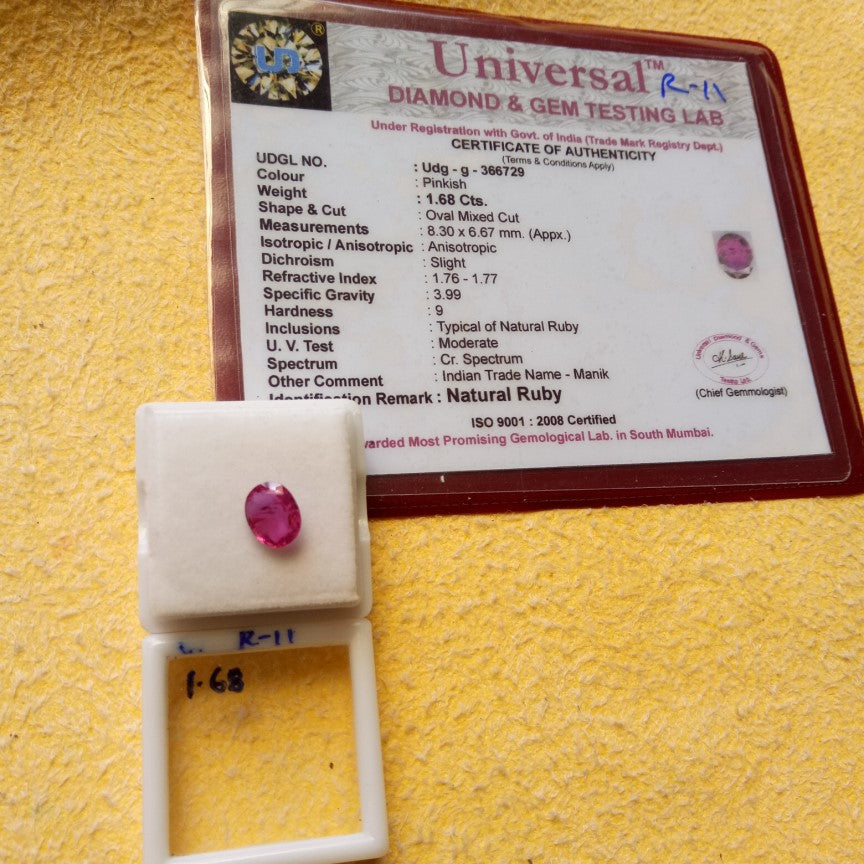 Universal™ R-11
DIAMOND & GEM TESTING LAB
Under Registration with Govt. of India (Trade Mark Registry Dept.)
CERTIFICATE OF AUTHENTICITY
(Terms & Conditions Apply)
UDGL NO. : Udg - g - 366729
Colour : Pinkish
Weight : 1.68 Cts.
Shape & Cut : Oval Mixed Cut
Measurements : 8.30 x 6.67 mm. (Appx.)
Isotropic / Anisotropic : Anisotropic
Dichroism : Slight
Refractive Index : 1.76 - 1.77
Specific Gravity : 3.99
Hardness : 9
Inclusions : Typical of Natural Ruby
U. V. Test : Moderate
Spectrum : Cr. Spectrum
Other Comment : Indian Trade Name - Manik
Identification Remark : Natural Ruby
(Chief Gemmologist)
ISO 9001 : 2008 Certified
Most Promising Gemological Lab. in South Mumbai.
R-11
1.68